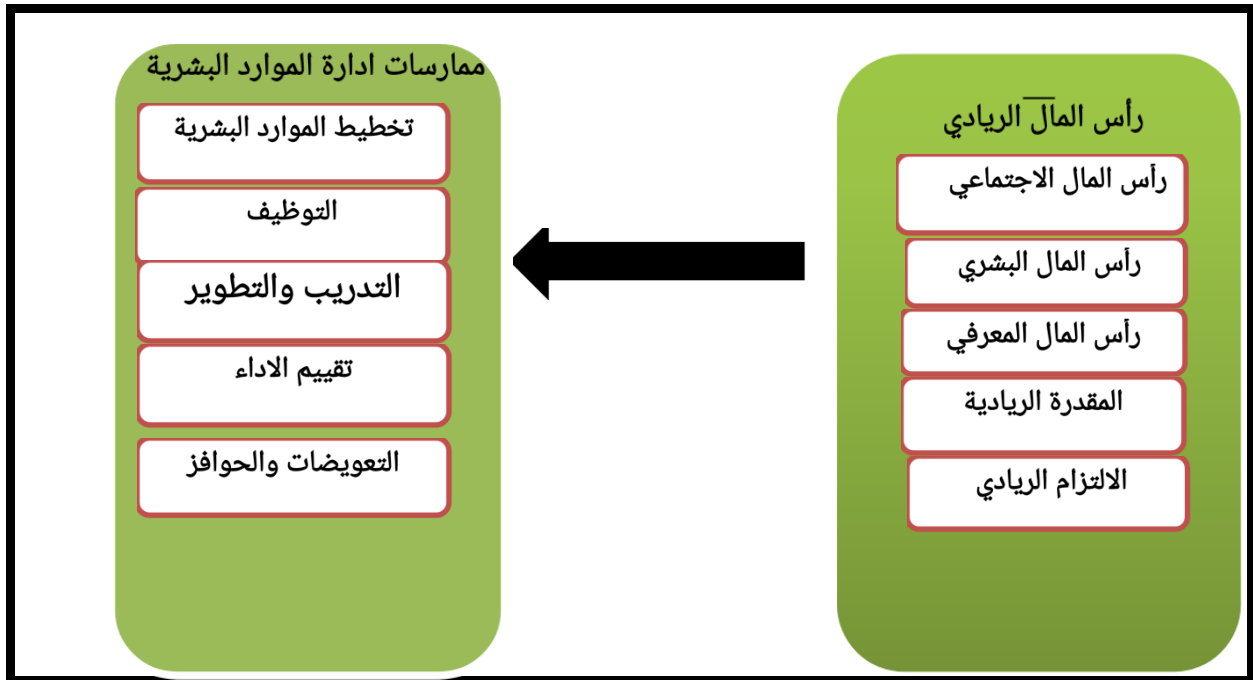 رأس المال الريادي
رأس المال الاجتماعي
رأس المال البشري
رأس المال المعرفي
المقدرة الريادية
الالتزام الريادي
ممارسات ادارة الموارد البشرية
تخطيط الموارد البشرية
التوظيف
التدريب والتطوير
تقييم الاداء
التعويضات والحوافز